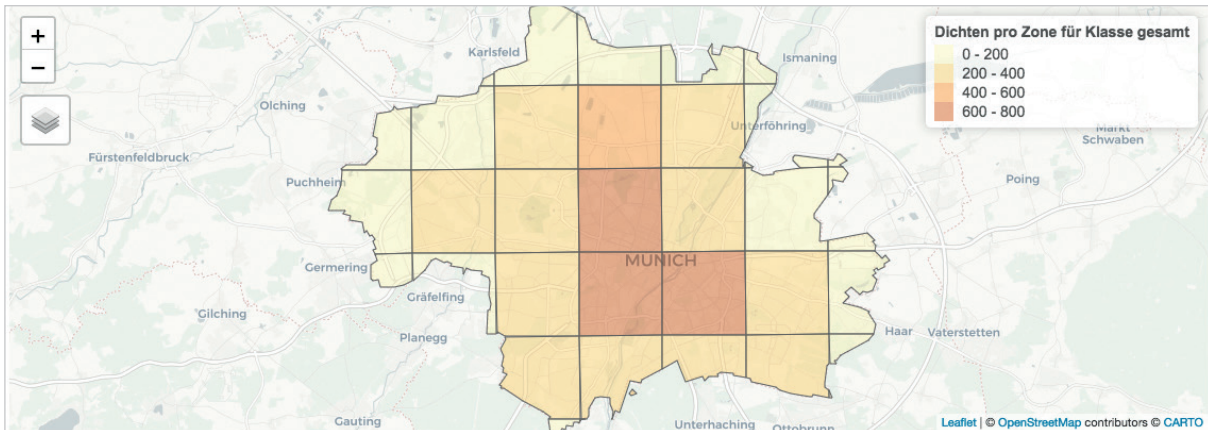 +
−
Karlsfeld
Ismaning
Olching
Unterföhring
Markt
Schwaben
Fürstenfeldbruck
Puchheim
Poing
MUNICH
Germering
Gräfelfing
Gilching
Planegg
Haar
Vaterstetten
Gauting
Unterhaching
Ottobrunn
Dichten pro Zone für Klasse gesamt
0 - 200
200 - 400
400 - 600
600 - 800
Leaflet | © OpenStreetMap contributors © CARTO